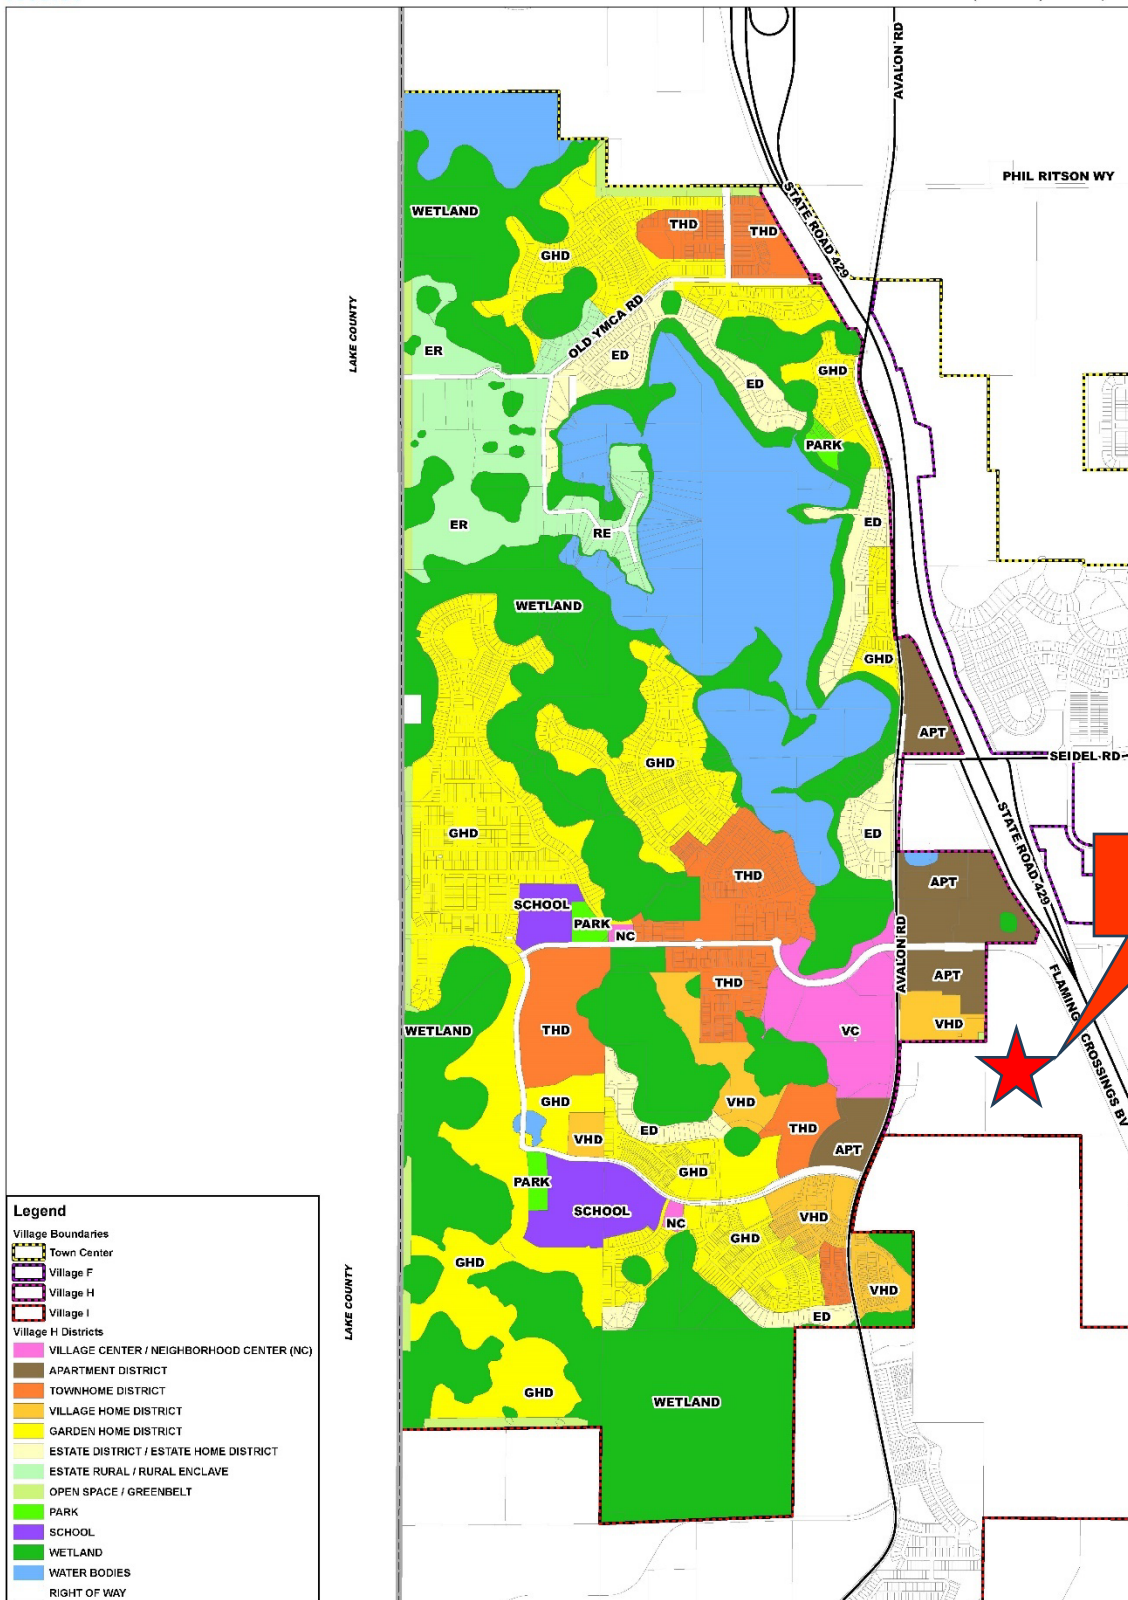 AVALON RD
PHIL RITSON WY
STATE ROAD 429
WETLAND
THD
THD
GHD
LAKE COUNTY
OLD YMCA RD
ER
ED
ED
GHD
PARK
ER
RE
ED
WETLAND
GHD
APT
SEIDEL RD
GHD
STATE ROAD 429
GHD
ED
THD
APT
SCHOOL
PARK
NC
AVALON RD
APT
THD
FLAMING CROSSINGS BV
WETLAND
THD
VC
VHD
GHD
VHD
ED
THD
VHD
APT
GHD
PARK
SCHOOL
NC
VHD
GHD
GHD
LAKE COUNTY
VHD
ED
GHD
WETLAND
Legend
Village Boundaries
Town Center
Village F
Village H
Village I
Village H Districts
VILLAGE CENTER / NEIGHBORHOOD CENTER (NC)
APARTMENT DISTRICT
TOWNHOME DISTRICT
VILLAGE HOME DISTRICT
GARDEN HOME DISTRICT
ESTATE DISTRICT / ESTATE HOME DISTRICT
ESTATE RURAL / RURAL ENCLAVE
OPEN SPACE / GREENBELT
PARK
SCHOOL
WETLAND
WATER BODIES
RIGHT OF WAY